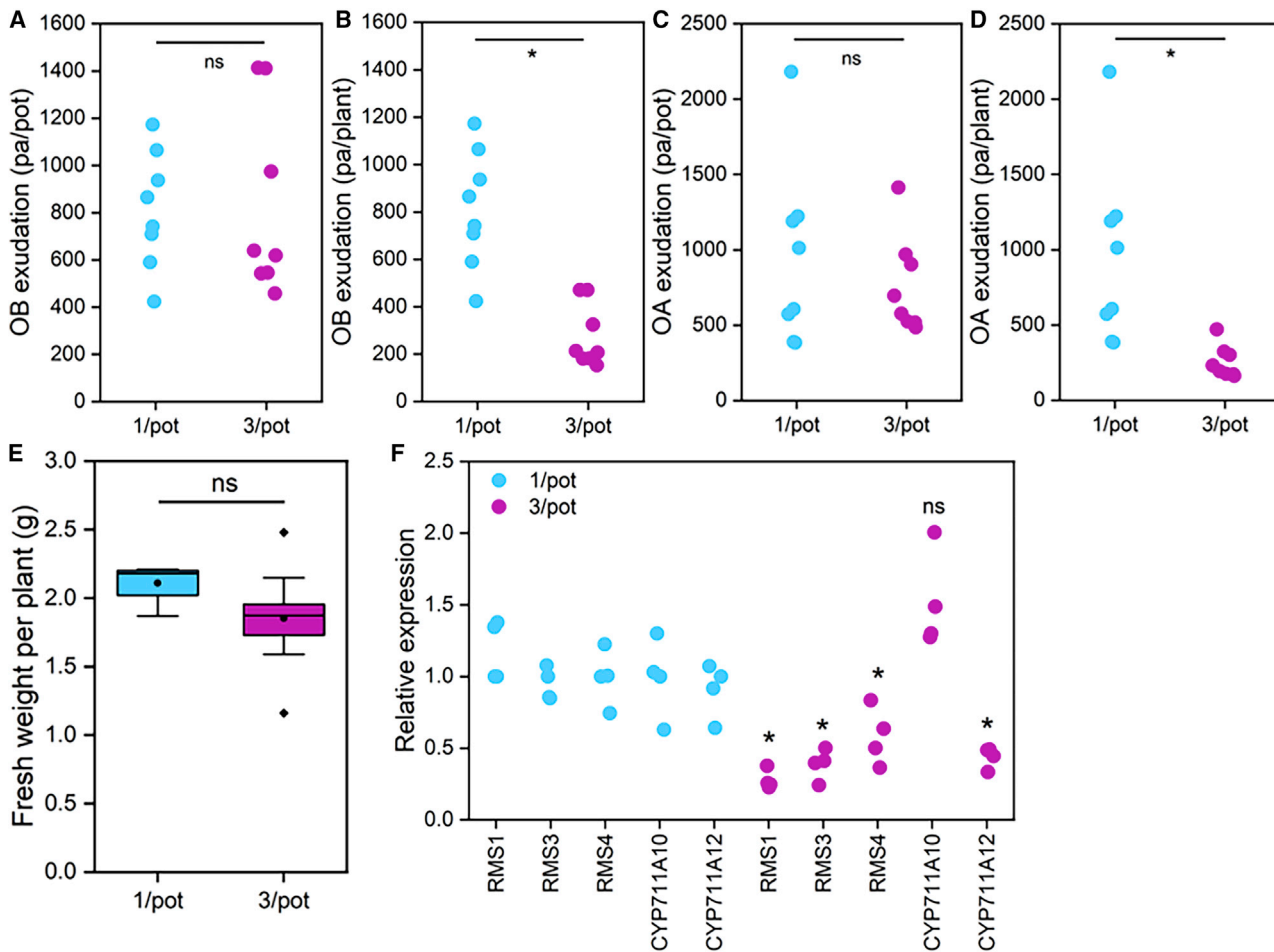 A
OB exudation (pa/pot)
1600
1400
1200
1000
800
600
400
200
0
ns
1/pot
3/pot
B
OB exudation (pa/plant)
1600
1400
1200
1000
800
600
400
200
0
*
1/pot
3/pot
C
OA exudation (pa/pot)
2500
2000
1500
1000
500
0
ns
1/pot
3/pot
D
OA exudation (pa/plant)
2500
2000
1500
1000
500
0
*
1/pot
3/pot
E
Fresh weight per plant (g)
3.0
2.5
2.0
1.5
1.0
0.5
0.0
ns
1/pot
3/pot
F
Relative expression
2.5
2.0
1.5
1.0
0.5
0.0
1/pot
3/pot
*
*
*
ns
*
RMS1
RMS3
RMS4
CYP711A10
CYP711A12
RMS1
RMS3
RMS4
CYP711A10
CYP711A12